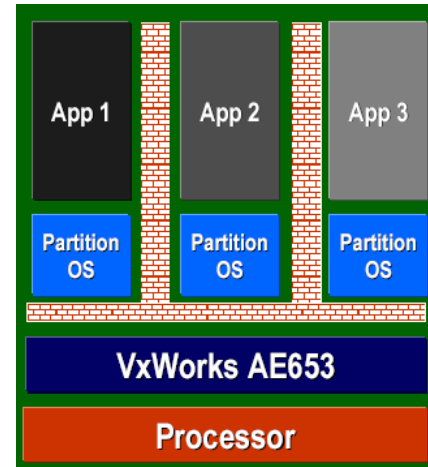 App 1
App 2
App 3
Partition
OS
Partition
OS
Partition
OS
VxWorks AE653
Processor